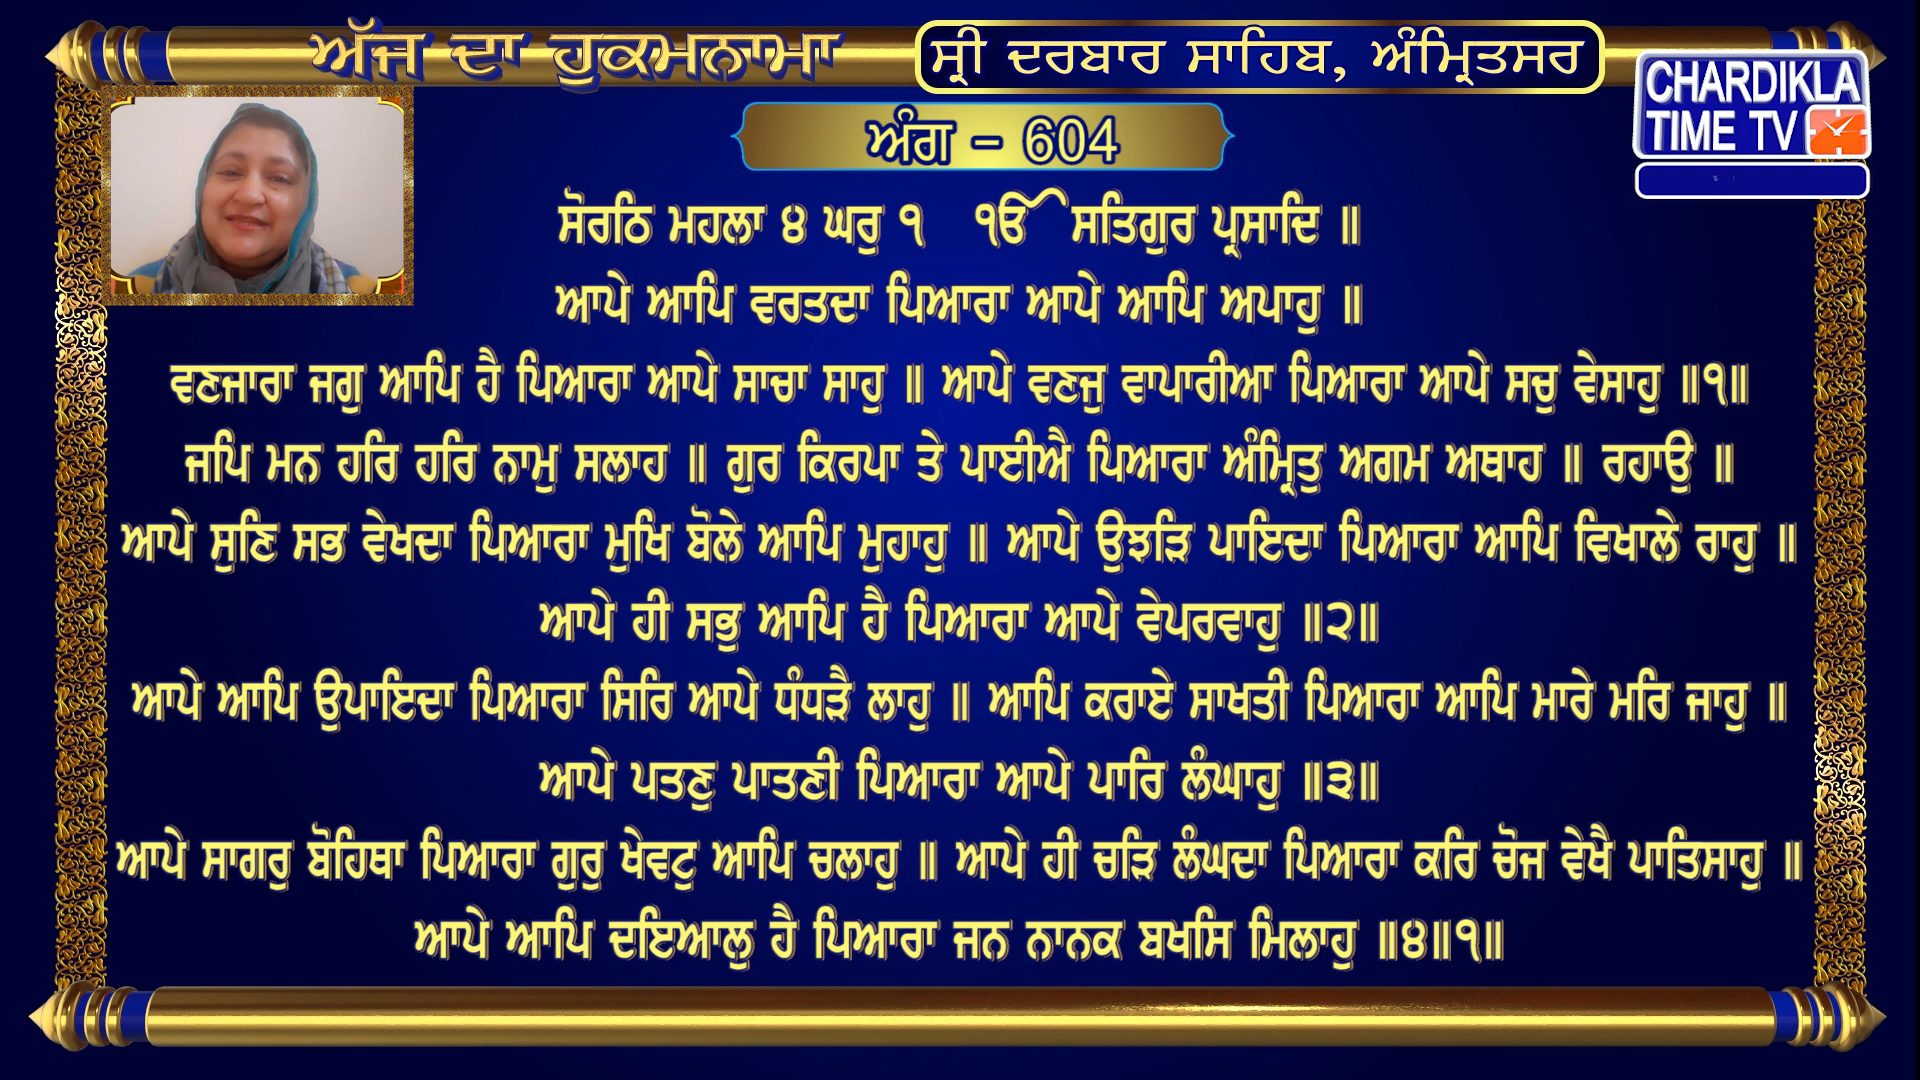 ਅੱਜ ਦਾ ਹੁਕਮਨਾਮਾ
ਸ੍ਰੀ ਦਰਬਾਰ ਸਾਹਿਬ, ਅੰਮ੍ਰਿਤਸਰ
CHARDIKLA
TIME TV
ਅੰਗ - 604
ਸੋਰਠਿ ਮਹਲਾ ੪ ਘਰੁ ੧ ੴ ਸਤਿਗੁਰ ਪ੍ਰਸਾਦਿ ॥
ਆਪੇ ਆਪਿ ਵਰਤਦਾ ਪਿਆਰਾ ਆਪੇ ਆਪਿ ਅਪਾਹੁ ॥
ਵਣਜਾਰਾ ਜਗੁ ਆਪਿ ਹੈ ਪਿਆਰਾ ਆਪੇ ਸਾਚਾ ਸਾਹੁ ॥ ਆਪੇ ਵਣਜੁ ਵਾਪਾਰੀਆ ਪਿਆਰਾ ਆਪੇ ਸਚੁ ਵੇਸਾਹੁ ॥੧॥
ਜਪਿ ਮਨ ਹਰਿ ਹਰਿ ਨਾਮੁ ਸਲਾਹ ॥ ਗੁਰ ਕਿਰਪਾ ਤੇ ਪਾਈਐ ਪਿਆਰਾ ਅੰਮ੍ਰਿਤੁ ਅਗਮ ਅਥਾਹ ॥ ਰਹਾਉ ॥
ਆਪੇ ਸੁਣਿ ਸਭ ਵੇਖਦਾ ਪਿਆਰਾ ਮੁਖਿ ਬੋਲੇ ਆਪਿ ਮੁਹਾਹੁ ॥ ਆਪੇ ਉਝੜਿ ਪਾਇਦਾ ਪਿਆਰਾ ਆਪਿ ਵਿਖਾਲੇ ਰਾਹੁ ॥
ਆਪੇ ਹੀ ਸਭੁ ਆਪਿ ਹੈ ਪਿਆਰਾ ਆਪੇ ਵੇਪਰਵਾਹੁ ॥੨॥
ਆਪੇ ਆਪਿ ਉਪਾਇਦਾ ਪਿਆਰਾ ਸਿਰਿ ਆਪੇ ਧੰਧੜੈ ਲਾਹੁ ॥ ਆਪਿ ਕਰਾਏ ਸਾਖਤੀ ਪਿਆਰਾ ਆਪਿ ਮਾਰੇ ਮਰਿ ਜਾਹੁ ॥
ਆਪੇ ਪਤਣੁ ਪਾਤਣੀ ਪਿਆਰਾ ਆਪੇ ਪਾਰਿ ਲੰਘਾਹੁ ॥੩॥
ਆਪੇ ਸਾਗਰੁ ਬੋਹਿਥਾ ਪਿਆਰਾ ਗੁਰੁ ਖੇਵਟੁ ਆਪਿ ਚਲਾਹੁ ॥ ਆਪੇ ਹੀ ਚੜਿ ਲੰਘਦਾ ਪਿਆਰਾ ਕਰਿ ਚੋਜ ਵੇਖੈ ਪਾਤਿਸਾਹੁ ॥
ਆਪੇ ਆਪਿ ਦਇਆਲੁ ਹੈ ਪਿਆਰਾ ਜਨ ਨਾਨਕ ਬਖਸਿ ਮਿਲਾਹੁ ॥੪॥੧॥